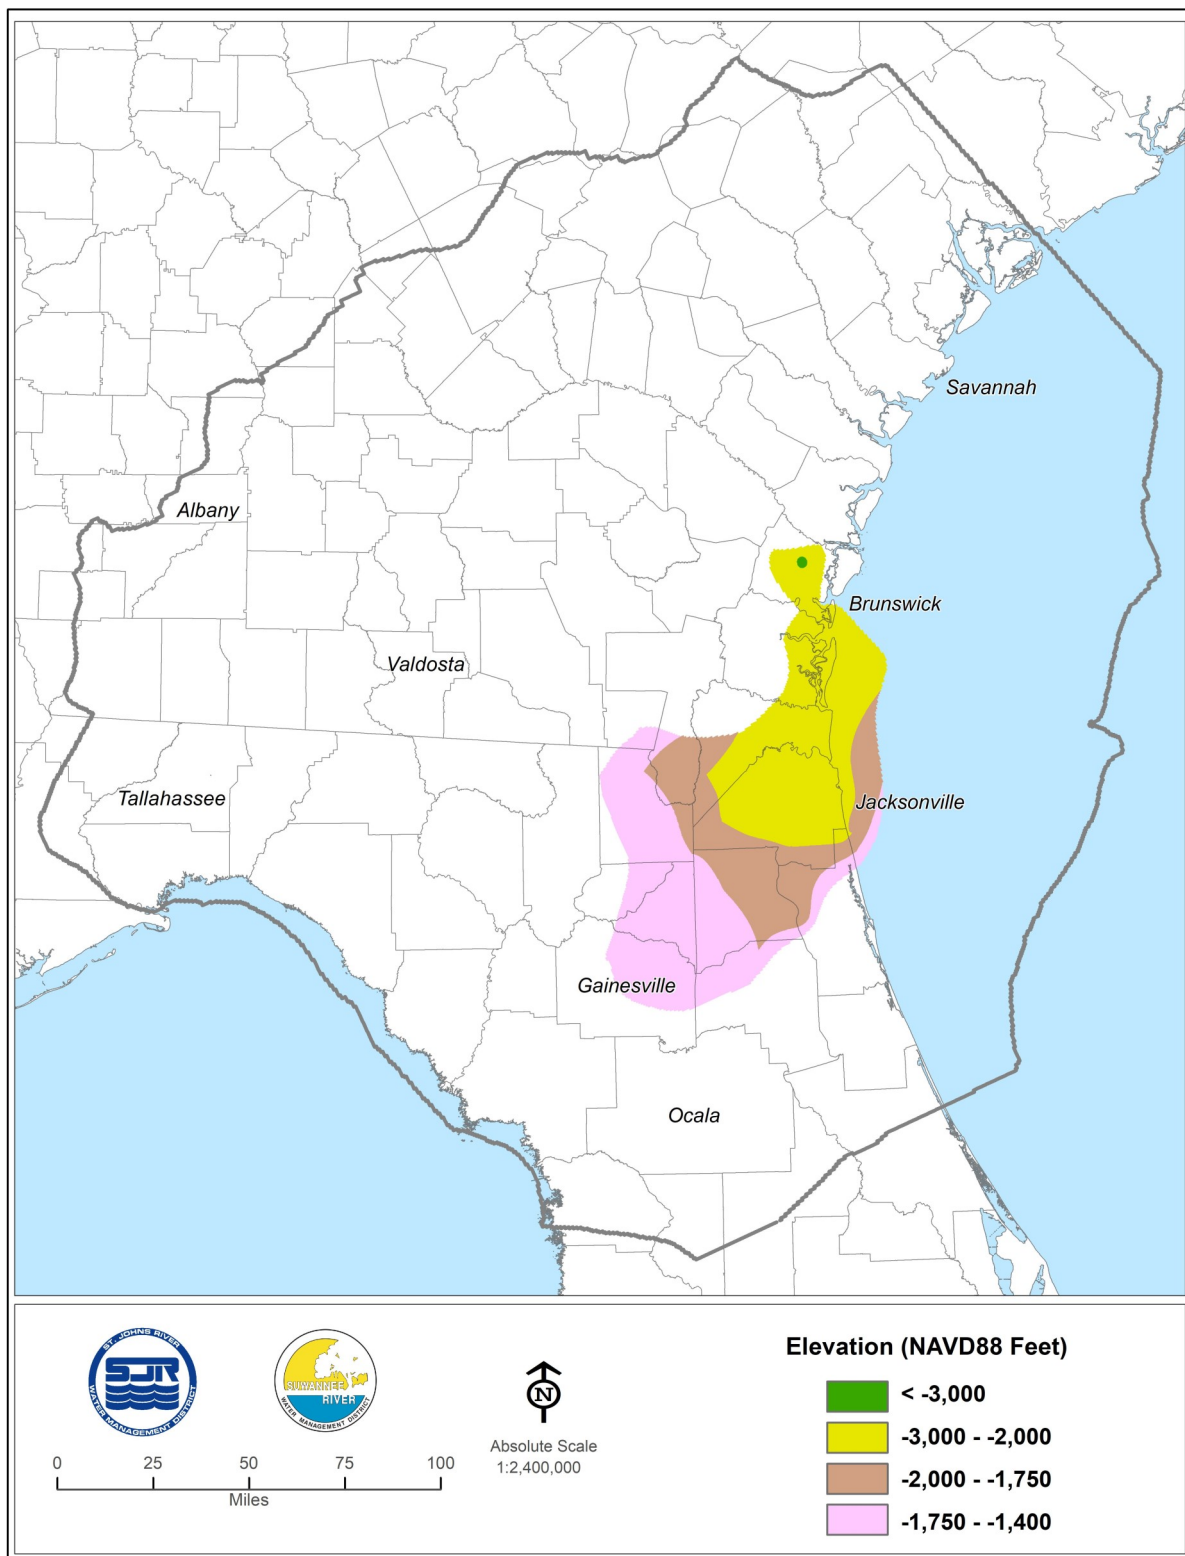 Savannah
Albany
Brunswick
Valdosta
Tallahassee
Jacksonville
Gainesville
Ocala
ST. JOHNS RIVER
SJR
WATER MANAGEMENT DISTRICT
SUWANNEE
RIVER
WATER MANAGEMENT DISTRICT
N
Absolute Scale
1:2,400,000
0 25 50 75 100
Miles
Elevation (NAVD88 Feet)
< -3,000
-3,000 - -2,000
-2,000 - -1,750
-1,750 - -1,400